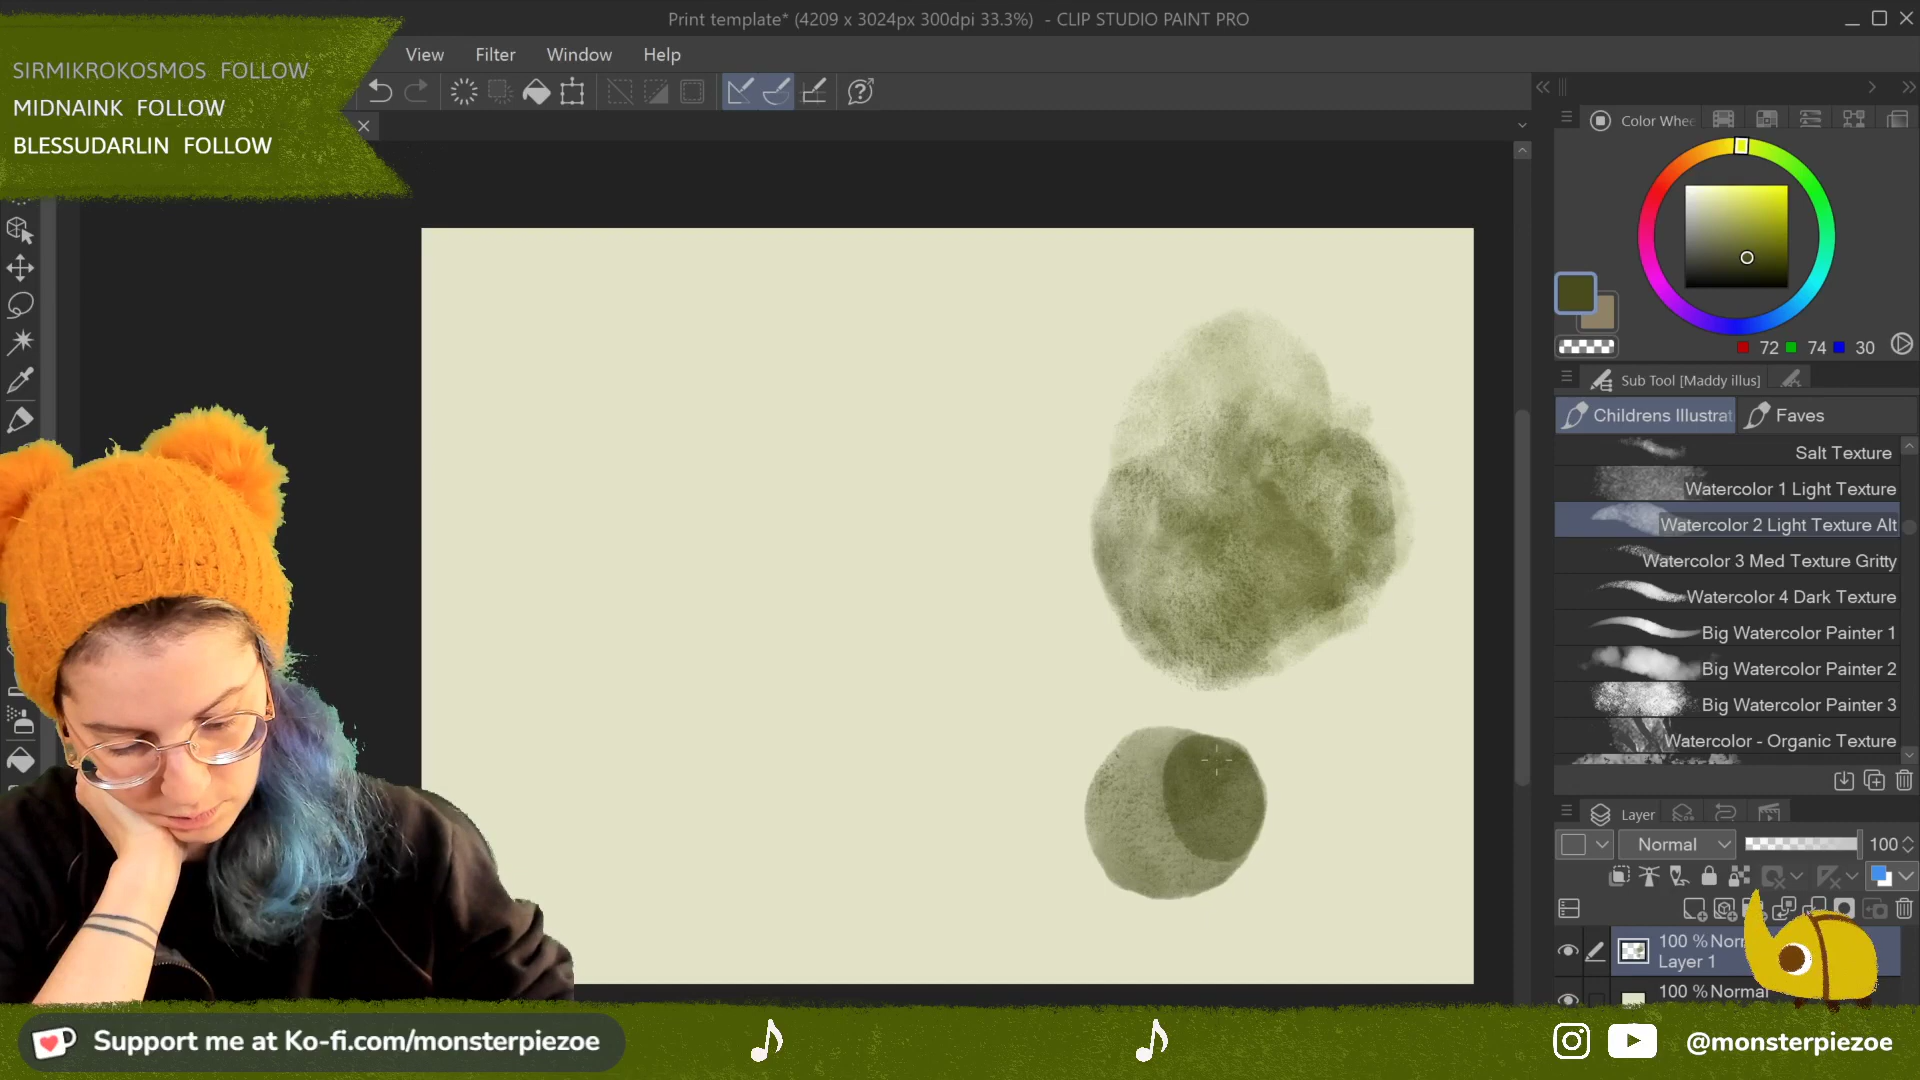 Print template* (4209 x 3024px 300dpi 33.3%) - CLIP STUDIO PAINT PRO
SIRMIKROKOSMOS FOLLOW
MIDNAINK FOLLOW
BLESSUDARLIN FOLLOW
View Filter Window Help
Color Whee
72 74 30
Sub Tool [Maddy illus]
Childrens Illustrat Faves
Salt Texture
Watercolor 1 Light Texture
Watercolor 2 Light Texture Alt
Watercolor 3 Med Texture Gritty
Watercolor 4 Dark Texture
Big Watercolor Painter 1
Big Watercolor Painter 2
Big Watercolor Painter 3
Watercolor - Organic Texture
Layer
Normal 100
100 % Nor
Layer 1
100 % Normal
Support me at Ko-fi.com/monsterpiezoe
@monsterpiezoe